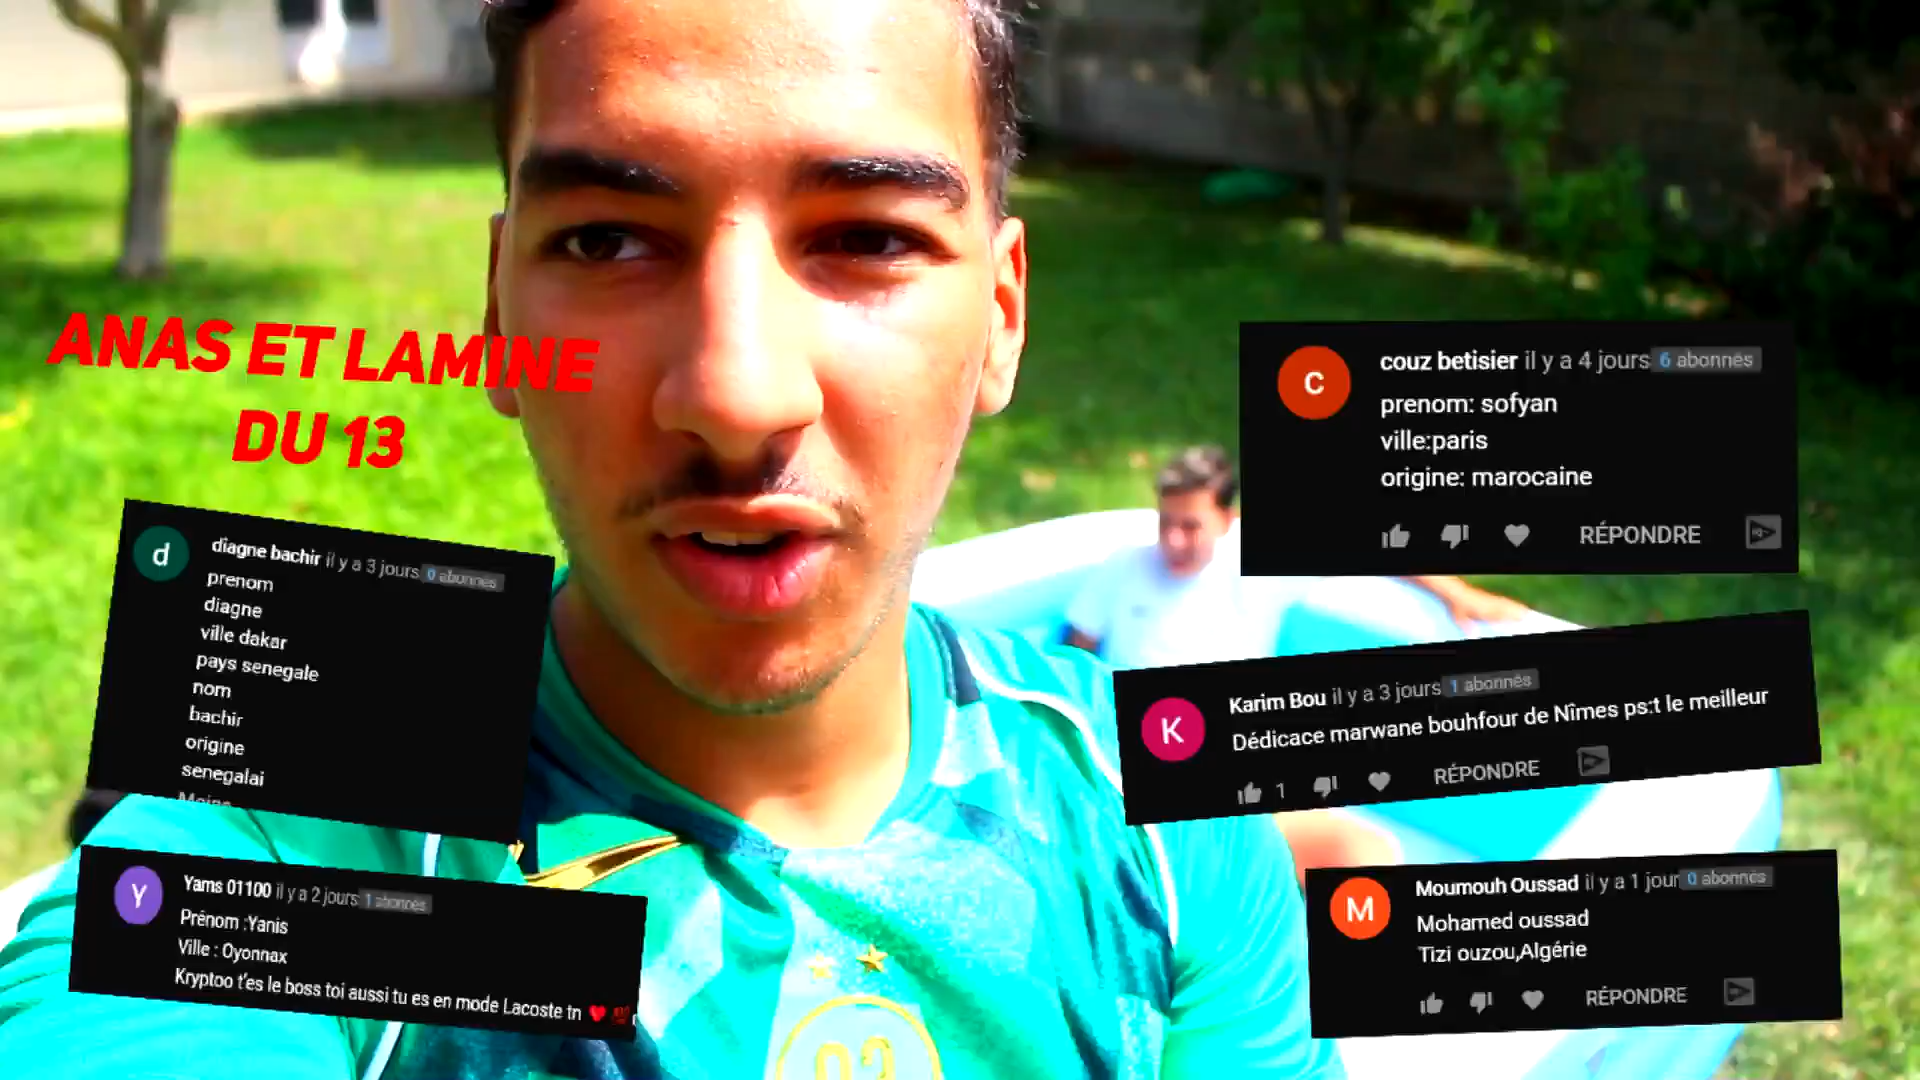 ANAS ET LAMINE
DU 13
d
diagne bachir il y a 3 jours 0 abonnés
prenom
diagne
ville dakar
pays senegale
nom
bachir
origine
senegalai
Y
Yams 01100 il y a 2 jours 1 abonnés
Prénom :Yanis
Ville : Oyonnax
Kryptoo t'es le boss toi aussi tu es en mode Lacoste tn ❤️ 💯
C
couz betisier il y a 4 jours 6 abonnés
prenom: sofyan
ville:paris
origine: marocaine
RÉPONDRE
K
Karim Bou il y a 3 jours 1 abonnés
Dédicace marwane bouhfour de Nîmes ps:t le meilleur
1 RÉPONDRE
M
Moumouh Oussad il y a 1 jour 0 abonnés
Mohamed oussad
Tizi ouzou,Algérie
RÉPONDRE